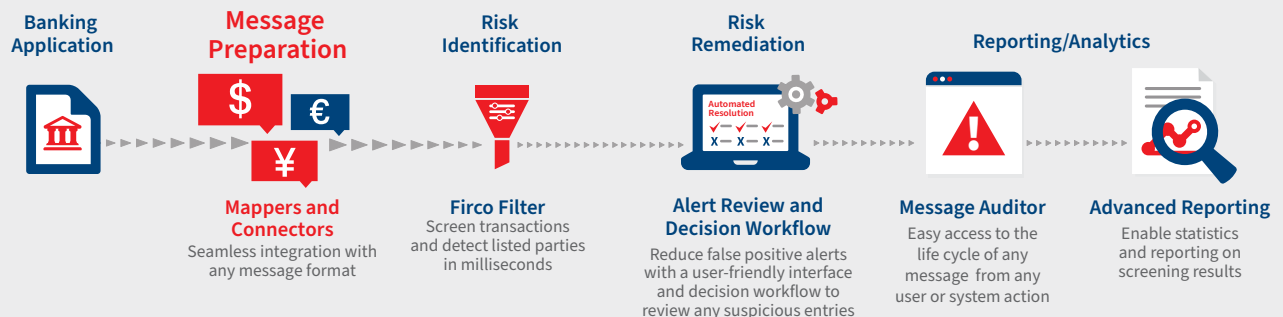 Banking
Application
Message
Preparation
$
€
¥
Mappers and
Connectors
Seamless integration with
any message format
Risk
Identification
Firco Filter
Screen transactions
and detect listed parties
in milliseconds
Risk
Remediation
Automated
Resolution
X X X
Alert Review and
Decision Workflow
Reduce false positive alerts
with a user-friendly interface
and decision workflow to
review any suspicious entries
Reporting/Analytics
!
Message Auditor
Easy access to the
life cycle of any
message from any
user or system action
Advanced Reporting
Enable statistics
and reporting on
screening results